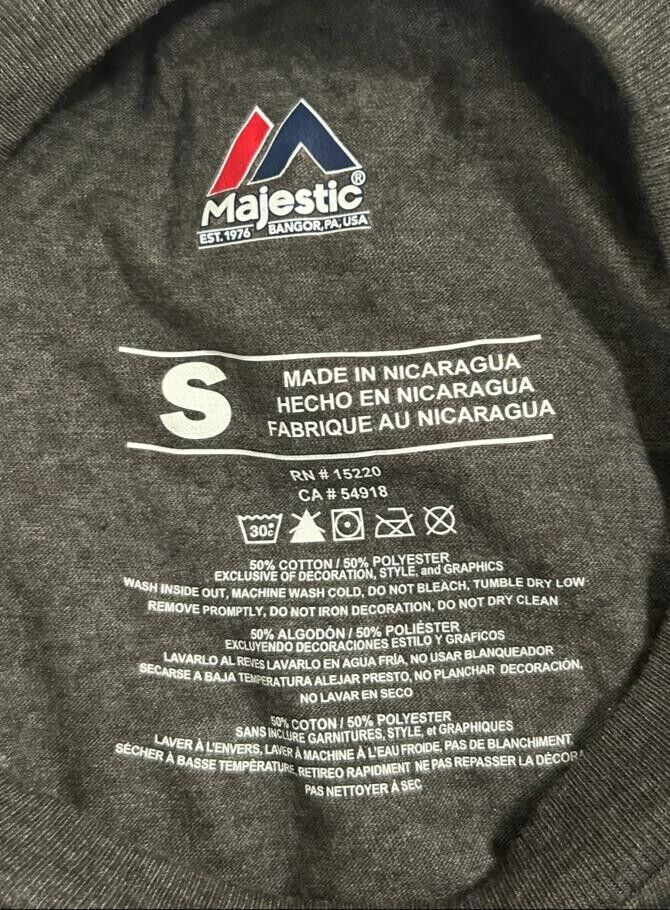 Majestic®
EST. 1976 BANGOR, PA, USA
S
MADE IN NICARAGUA
HECHO EN NICARAGUA
FABRIQUE AU NICARAGUA
RN # 15220
CA # 54918
30c
50% COTTON / 50% POLYESTER
EXCLUSIVE OF DECORATION, STYLE, and GRAPHICS
WASH INSIDE OUT, MACHINE WASH COLD, DO NOT BLEACH, TUMBLE DRY LOW
REMOVE PROMPTLY, DO NOT IRON DECORATION, DO NOT DRY CLEAN
50% ALGODÓN / 50% POLIÈSTER
EXCLUYENDO DECORACIONES ESTILO Y GRAFICOS
LAVARLO AL REVES LAVARLO EN AGUA FRÍA, NO USAR BLANQUEADOR
SECARSE A BAJA TEMPERATURA ALEJAR PRESTO, NO PLANCHAR DECORACIÓN,
NO LAVAR EN SECO
50% COTON / 50% POLYESTER
SANS INCLURE GARNITURES, STYLE, et GRAPHIQUES
LAVER À L'ENVERS, LAVER À MACHINE À L'EAU FROIDE, PAS DE BLANCHIMENT,
SÉCHER À BASSE TEMPÉRATURE, RETIREO RAPIDMENT NE PAS REPASSER LA DÉCOR
PAS NETTOYER À SEC